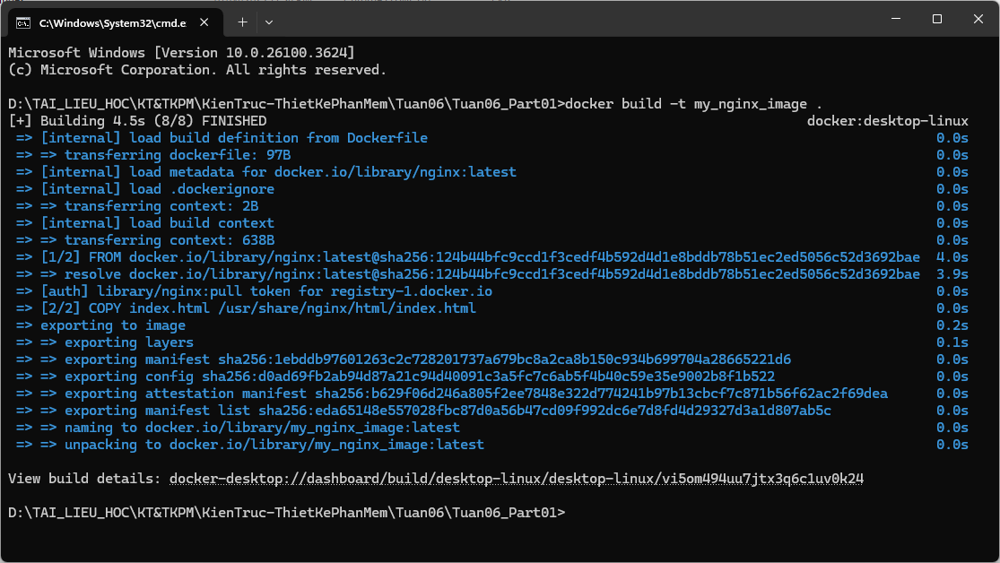 C:\Windows\System32\cmd.e
Microsoft Windows [Version 10.0.26100.3624]
(c) Microsoft Corporation. All rights reserved.
D:\TAI_LIEU_HOC\KT&TKPM\KienTruc-ThietKePhanMem\Tuan06\Tuan06_Part01>docker build -t my_nginx_image .
[+] Building 4.5s (8/8) FINISHED docker:desktop-linux
=> [internal] load build definition from Dockerfile 0.0s
=> => transferring dockerfile: 97B 0.0s
=> [internal] load metadata for docker.io/library/nginx:latest 0.0s
=> [internal] load .dockerignore 0.0s
=> => transferring context: 2B 0.0s
=> [internal] load build context 0.0s
=> => transferring context: 638B 0.0s
=> [1/2] FROM docker.io/library/nginx:latest@sha256:124b44bfc9ccd1f3cedf4b592d4d1e8bddb78b51ec2ed5056c52d3692bae 4.0s
=> => resolve docker.io/library/nginx:latest@sha256:124b44bfc9ccd1f3cedf4b592d4d1e8bddb78b51ec2ed5056c52d3692bae 3.9s
=> [auth] library/nginx:pull token for registry-1.docker.io 0.0s
=> [2/2] COPY index.html /usr/share/nginx/html/index.html 0.0s
=> exporting to image 0.2s
=> => exporting layers 0.1s
=> => exporting manifest sha256:1ebddb97601263c2c728201737a679bc8a2ca8b150c934b699704a28665221d6 0.0s
=> => exporting config sha256:d0ad69fb2ab94d87a21c94d40091c3a5fc7c6ab5f4b40c59e35e9002b8f1b522 0.0s
=> => exporting attestation manifest sha256:b629f06d246a805f2ee7848e322d774241b97b13cbcf7c871b56f62ac2f69dea 0.0s
=> => exporting manifest list sha256:eda65148e557028fbc87d0a56b47cd09f992dc6e7d8fd4d29327d3a1d807ab5c 0.0s
=> => naming to docker.io/library/my_nginx_image:latest 0.0s
=> => unpacking to docker.io/library/my_nginx_image:latest 0.0s
View build details: docker-desktop://dashboard/build/desktop-linux/desktop-linux/vi5om494uu7jtx3q6c1uv0k24
D:\TAI_LIEU_HOC\KT&TKPM\KienTruc-ThietKePhanMem\Tuan06\Tuan06_Part01>